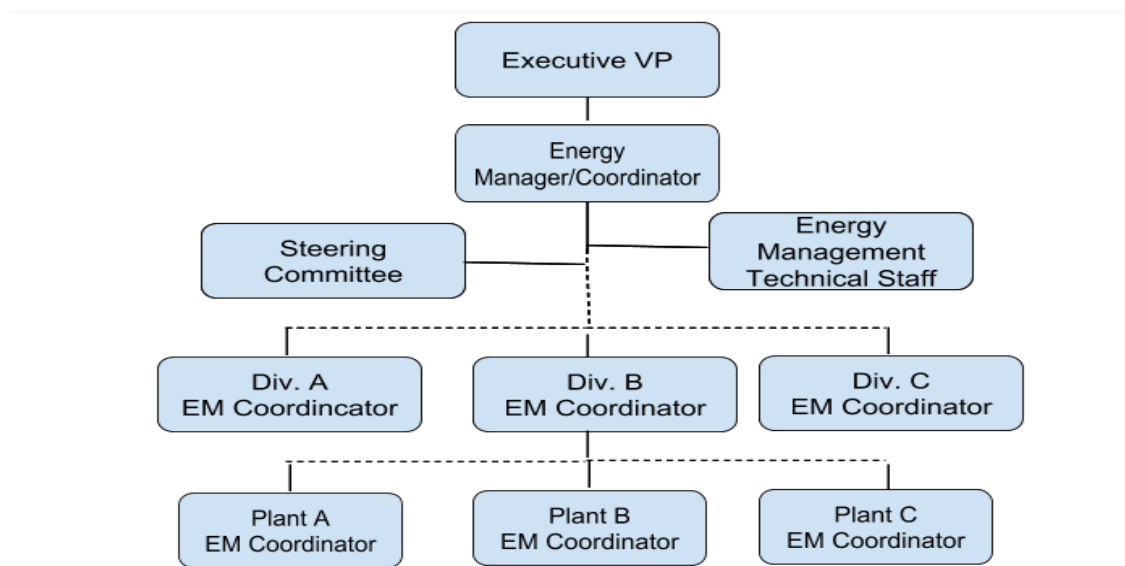 Executive VP
Energy
Manager/Coordinator
Steering
Committee
Energy
Management
Technical Staff
Div. A
EM Coordincator
Div. B
EM Coordinator
Div. C
EM Coordinator
Plant A
EM Coordinator
Plant B
EM Coordinator
Plant C
EM Coordinator